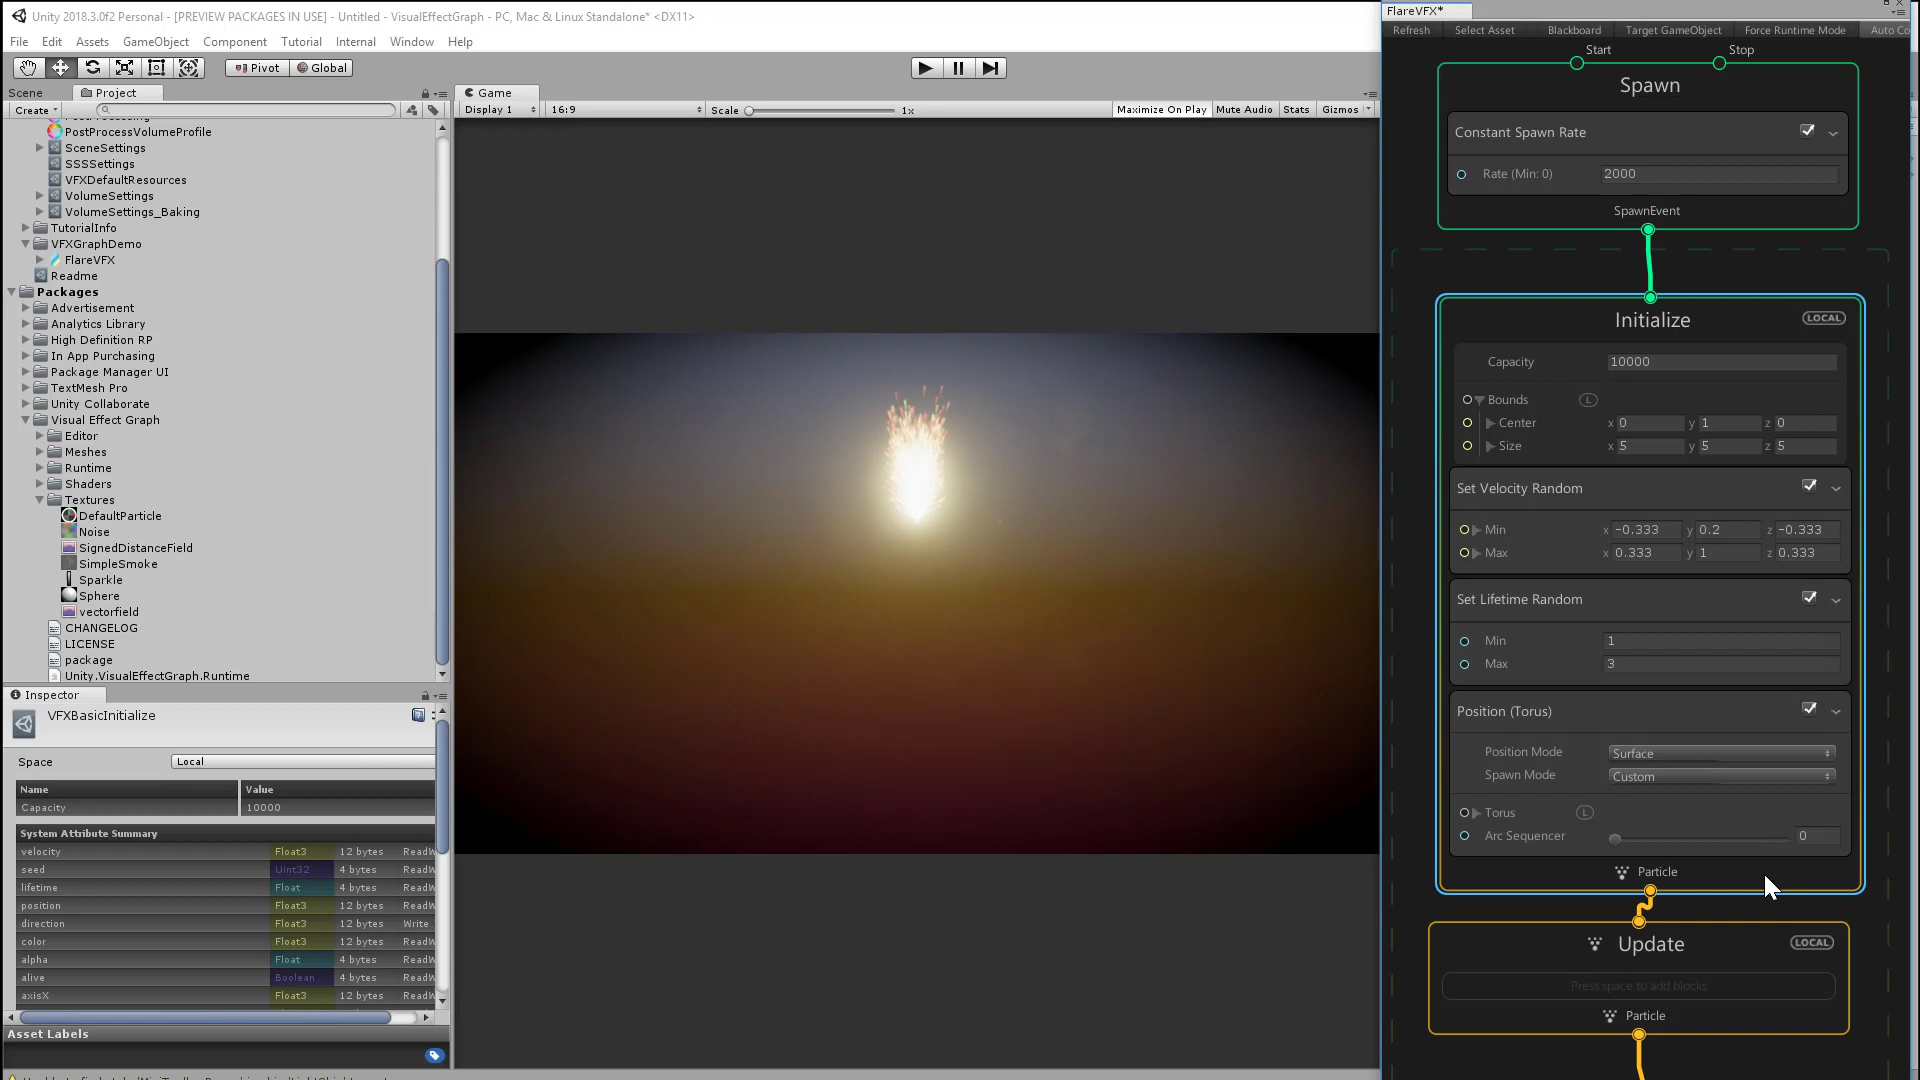 Unity 2018.3.0f2 Personal - [PREVIEW PACKAGES IN USE] - Untitled - VisualEffectGraph - PC, Mac & Linux Standalone* <DX11>
File Edit Assets GameObject Component Tutorial Internal Window Help
Pivot Global
Scene Project
Create
PostProcessVolumeProfile
SceneSettings
SSSSettings
VFXDefaultResources
VolumeSettings
VolumeSettings_Baking
TutorialInfo
VFXGraphDemo
FlareVFX
Readme
Packages
Advertisement
Analytics Library
High Definition RP
In App Purchasing
Package Manager UI
TextMesh Pro
Unity Collaborate
Visual Effect Graph
Editor
Meshes
Runtime
Shaders
Textures
DefaultParticle
Noise
SignedDistanceField
SimpleSmoke
Sparkle
Sphere
vectorfield
CHANGELOG
LICENSE
package
Unity.VisualEffectGraph.Runtime
Inspector
VFXBasicInitialize
Space Local
Name Value
Capacity 10000
System Attribute Summary
velocity Float3 12 bytes ReadW
seed Uint32 4 bytes ReadW
lifetime Float 4 bytes ReadW
position Float3 12 bytes ReadW
direction Float3 12 bytes Write
color Float3 12 bytes ReadW
alpha Float 4 bytes ReadW
alive Boolean 4 bytes ReadW
axisX Float3 12 bytes ReadW
Asset Labels
Game
Display 1 16:9 Scale 1x Maximize On Play Mute Audio Stats Gizmos
FlareVFX*
Refresh Select Asset Blackboard Target GameObject Force Runtime Mode Auto Co
Start Stop
Spawn
Constant Spawn Rate
Rate (Min: 0) 2000
SpawnEvent
Initialize LOCAL
Capacity 10000
Bounds L
Center x 0 y 1 z 0
Size x 5 y 5 z 5
Set Velocity Random
Min x -0.333 y 0.2 z -0.333
Max x 0.333 y 1 z 0.333
Set Lifetime Random
Min 1
Max 3
Position (Torus)
Position Mode Surface
Spawn Mode Custom
Torus L
Arc Sequencer 0
Particle
Update LOCAL
Press space to add blocks
Particle